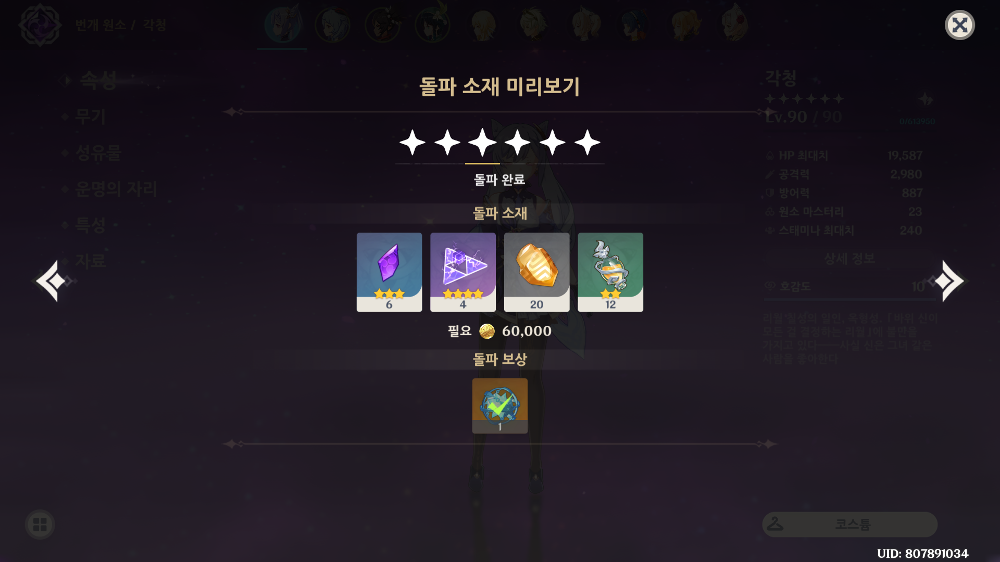 번개 원소 / 각청
속성
무기
성유물
운명의 자리
특성
자료
돌파 소재 미리보기
돌파 완료
돌파 소재
6
4
20
12
필요 60,000
돌파 보상
1
각청
Lv.90 / 90
0/613950
HP 최대치 19,587
공격력 2,980
방어력 887
원소 마스터리 23
스태미나 최대치 240
상세 정보
호감도 10
리월 칠성의 일인, 옥형성. 「바위 신이
모든 걸 결정하는 리월」에 불만을
가지고 있다——사실 신은 그녀 같은
사람을 좋아한다
코스튬
UID: 807891034